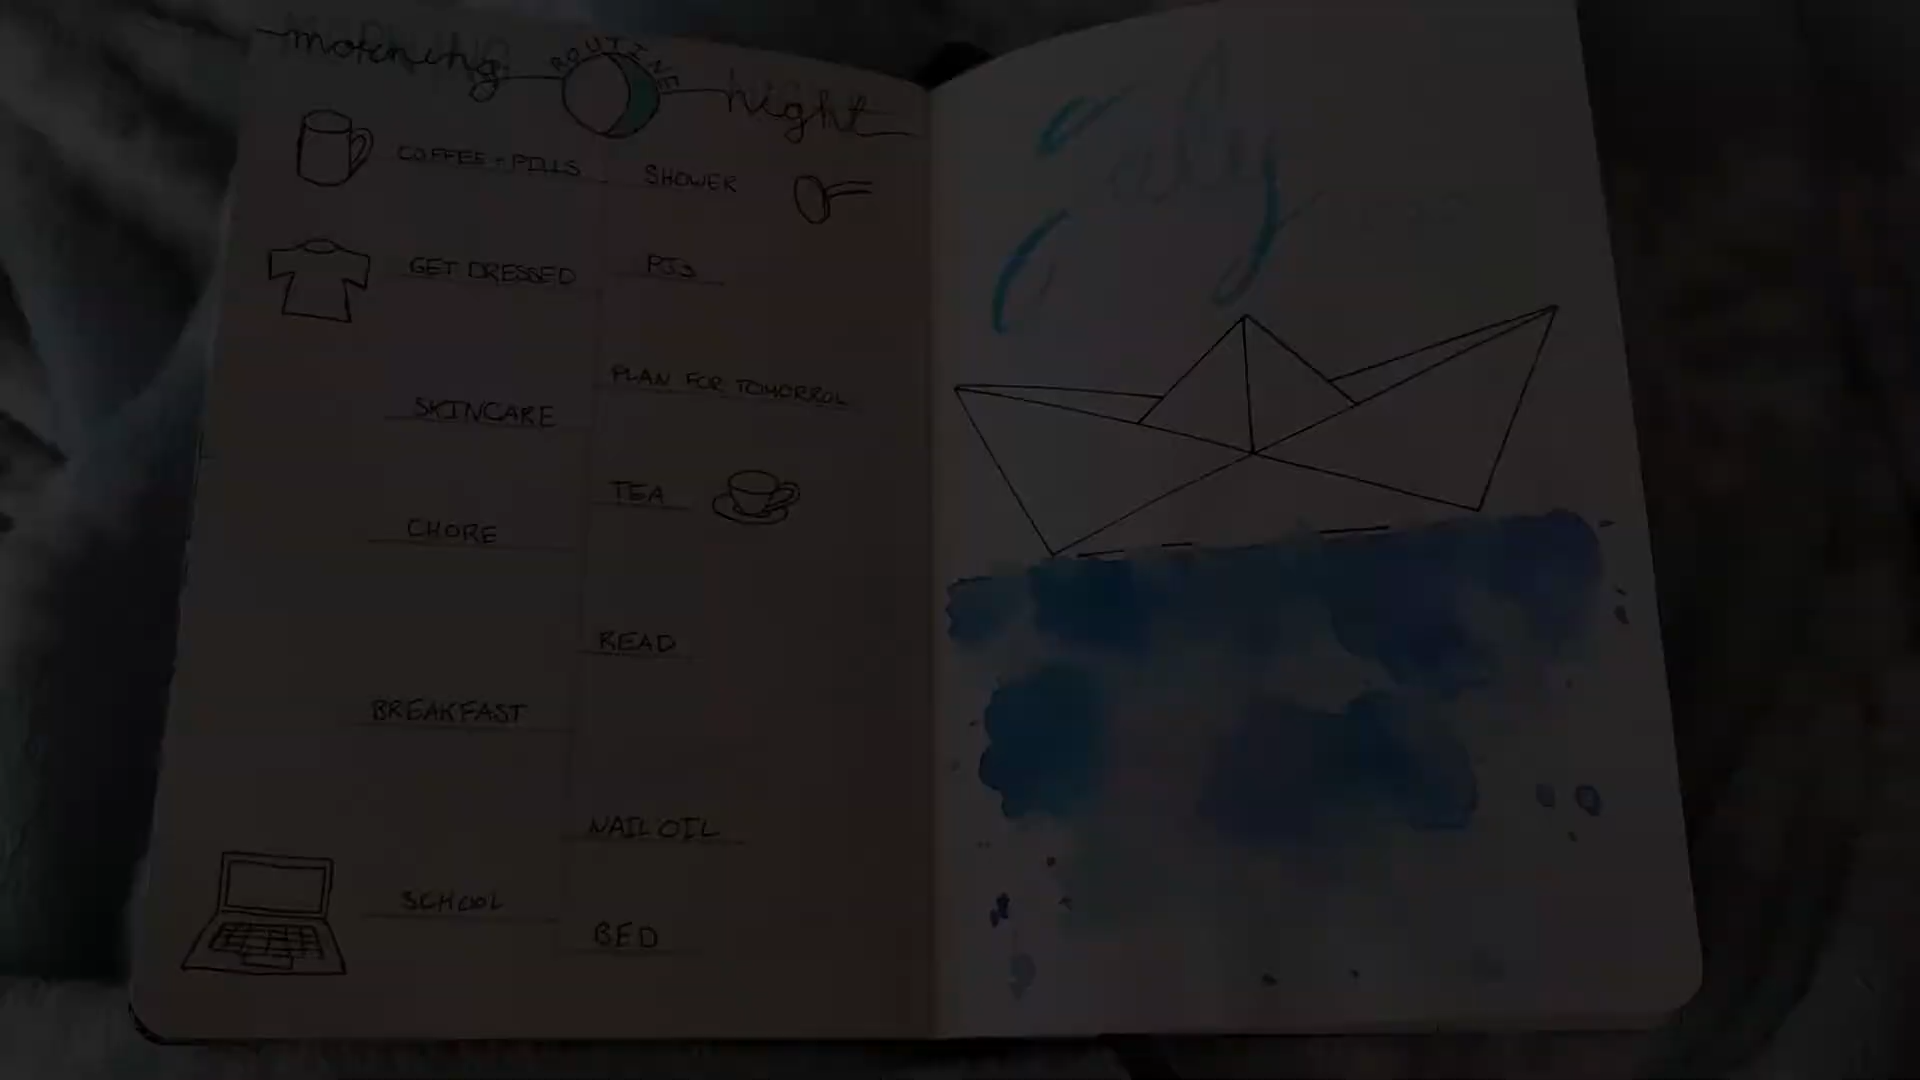 morning
ROUTINE
night
COFFEE + PILLS
GET DRESSED
SKINCARE
CHORE
BREAKFAST
SCHOOL
SHOWER
PJs
PLAN FOR TOMORROW
TEA
READ
NAIL OIL
BED